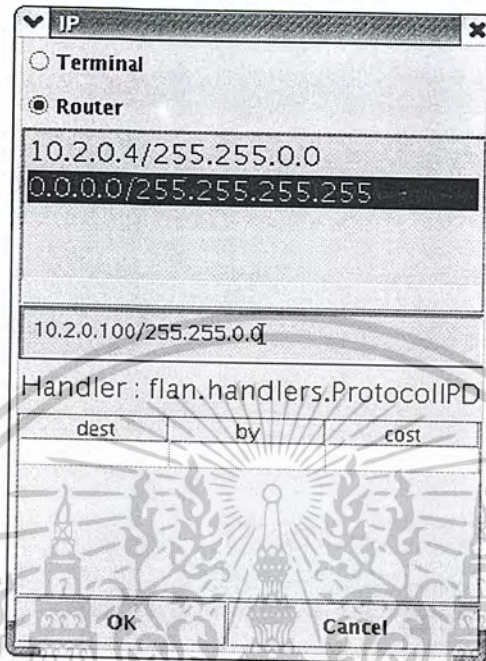 IP
Terminal
Router
10.2.0.4/255.255.0.0
0.0.0.0/255.255.255.255
10.2.0.100/255.255.0.0
Handler : flan.handlers.ProtocolIPD
dest by cost
OK Cancel